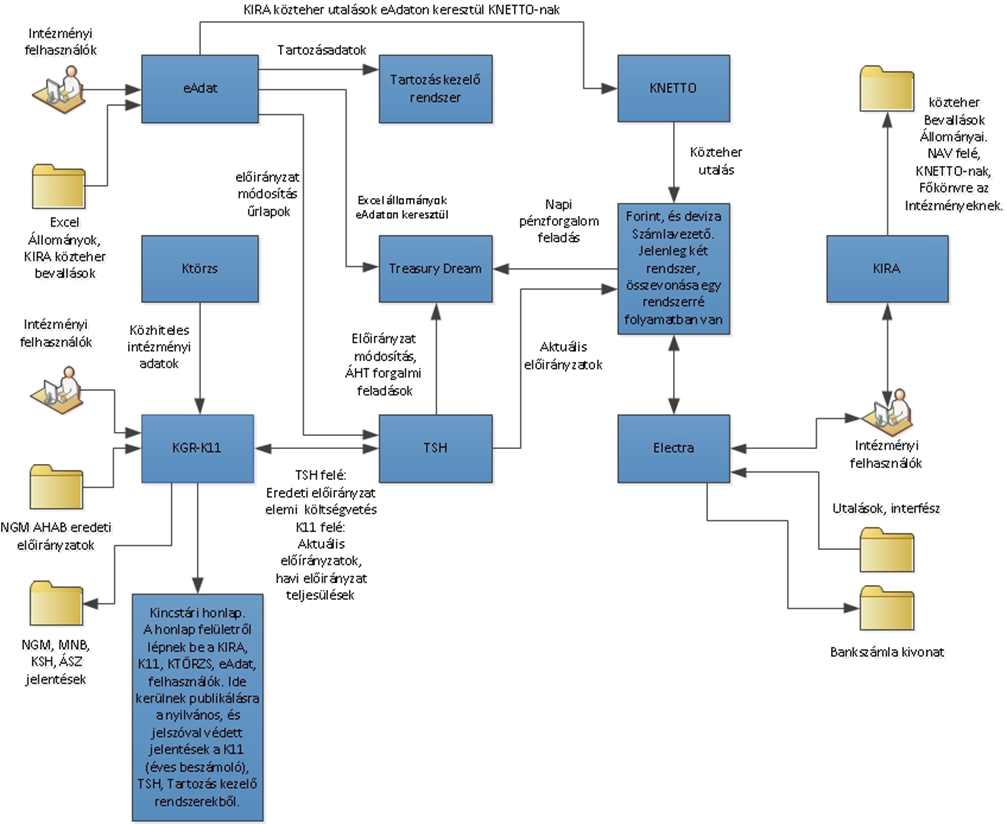 KIRA közteher utalások eAdaton keresztül KNETTO-nak
Intézményi
felhasználók
eAdat
Tartozásadatok
Tartozás kezelő
rendszer
KNETTO
közteher
Bevallások
Állományai.
NAV felé,
KNETTO-nak,
Főkönyvre az
Intézményeknek.
Excel
Állományok,
KIRA közteher
bevallások
előirányzat
módosítás
űrlapok
Excel állományok
eAdaton keresztül
Közteher
utalás
Napi
pénzforgalom
feladás
Forint, és deviza
Számlavezető.
Jelenleg két
rendszer,
összevonása egy
rendszerré
folyamatban van
Ktörzs
Treasury Dream
KIRA
Intézményi
felhasználók
Közhiteles
intézményi
adatok
Előirányzat
módosítás,
ÁHT forgalmi
feladások
Aktuális
előirányzatok
KGR-K11
TSH
Electra
Intézményi
felhasználók
TSH felé:
Eredeti előirányzat
elemi költségvetés
K11 felé:
Aktuális
előírányzatok,
havi előirányzat
teljesülések
NGM AHAB eredeti
előirányzatok
Utalások, interfész
NGM, MNB,
KSH, ÁSZ
jelentések
Kincstári honlap.
A honlap felületről
lépnek be a KIRA,
K11, KTÖRZS, eAdat,
felhasználók. Ide
kerülnek publikálásra
a nyilvános, és
jelszóval védett
jelentések a K11
(éves beszámoló),
TSH, Tartozás kezelő
rendszerekből.
Bankszámla kivonat